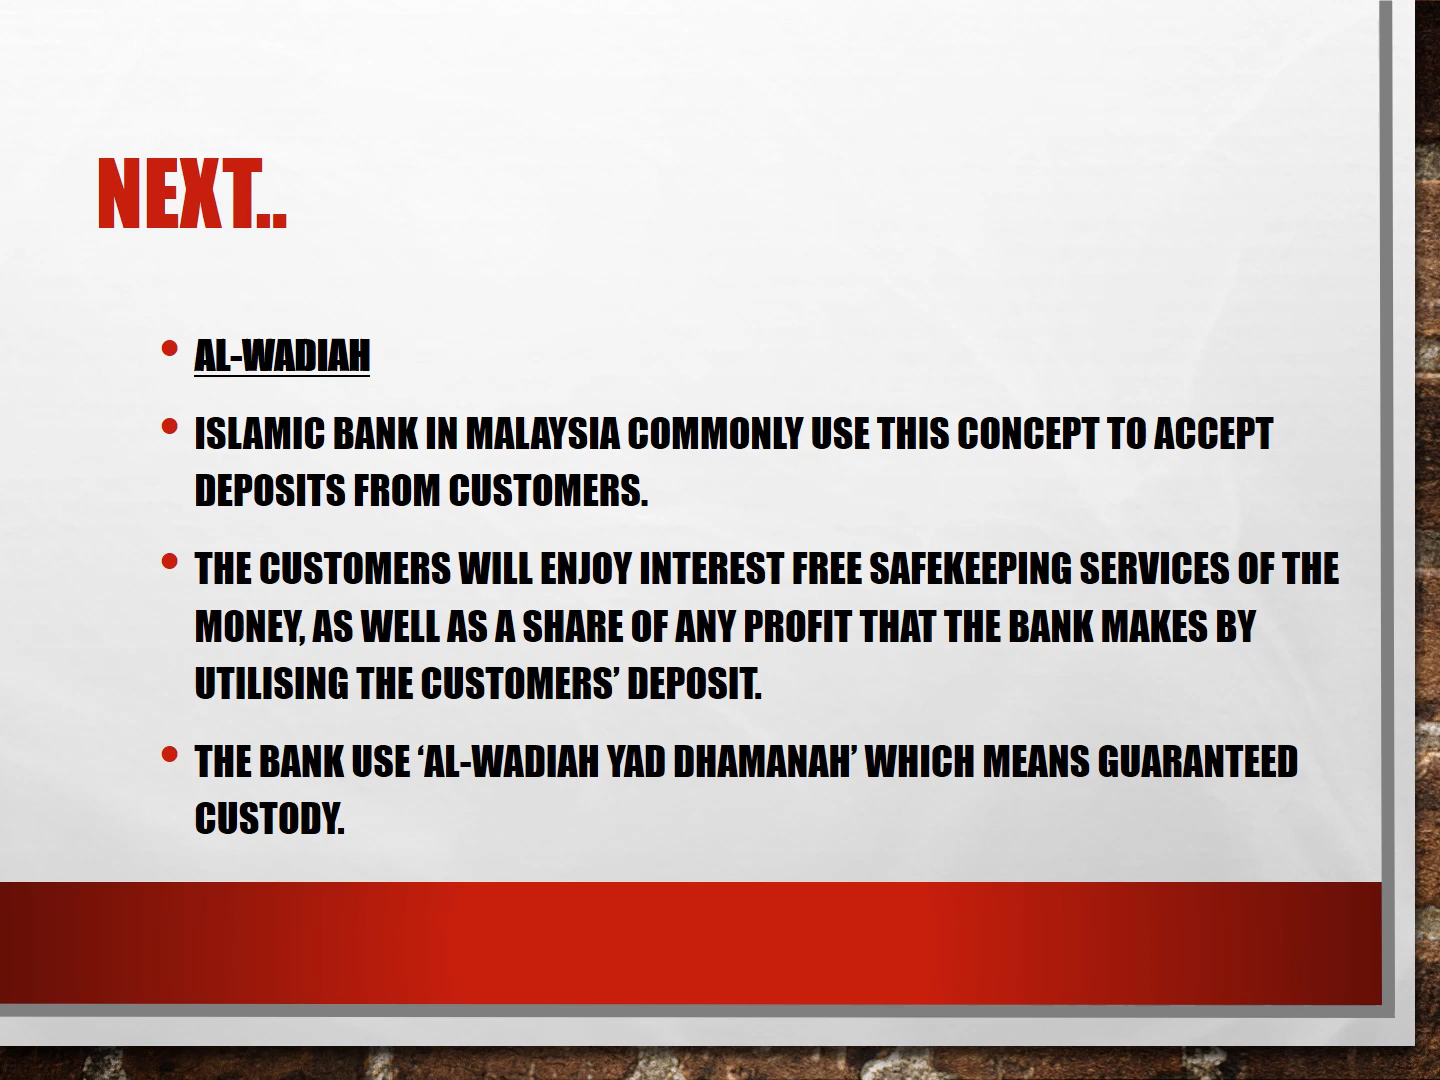 NEXT..
• AL-WADIAH
• ISLAMIC BANK IN MALAYSIA COMMONLY USE THIS CONCEPT TO ACCEPT
DEPOSITS FROM CUSTOMERS.
• THE CUSTOMERS WILL ENJOY INTEREST FREE SAFEKEEPING SERVICES OF THE
MONEY, AS WELL AS A SHARE OF ANY PROFIT THAT THE BANK MAKES BY
UTILISING THE CUSTOMERS’ DEPOSIT.
• THE BANK USE ‘AL-WADIAH YAD DHAMANAH’ WHICH MEANS GUARANTEED
CUSTODY.